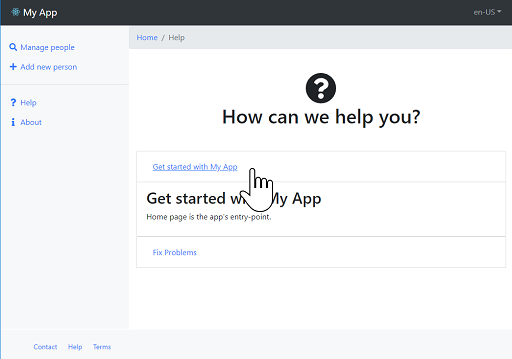 My App
en-US
Manage people
Add new person
Help
About
Home / Help
How can we help you?
Get started with My App
Get started with My App
Home page is the app's entry-point.
Fix Problems
Contact Help Terms